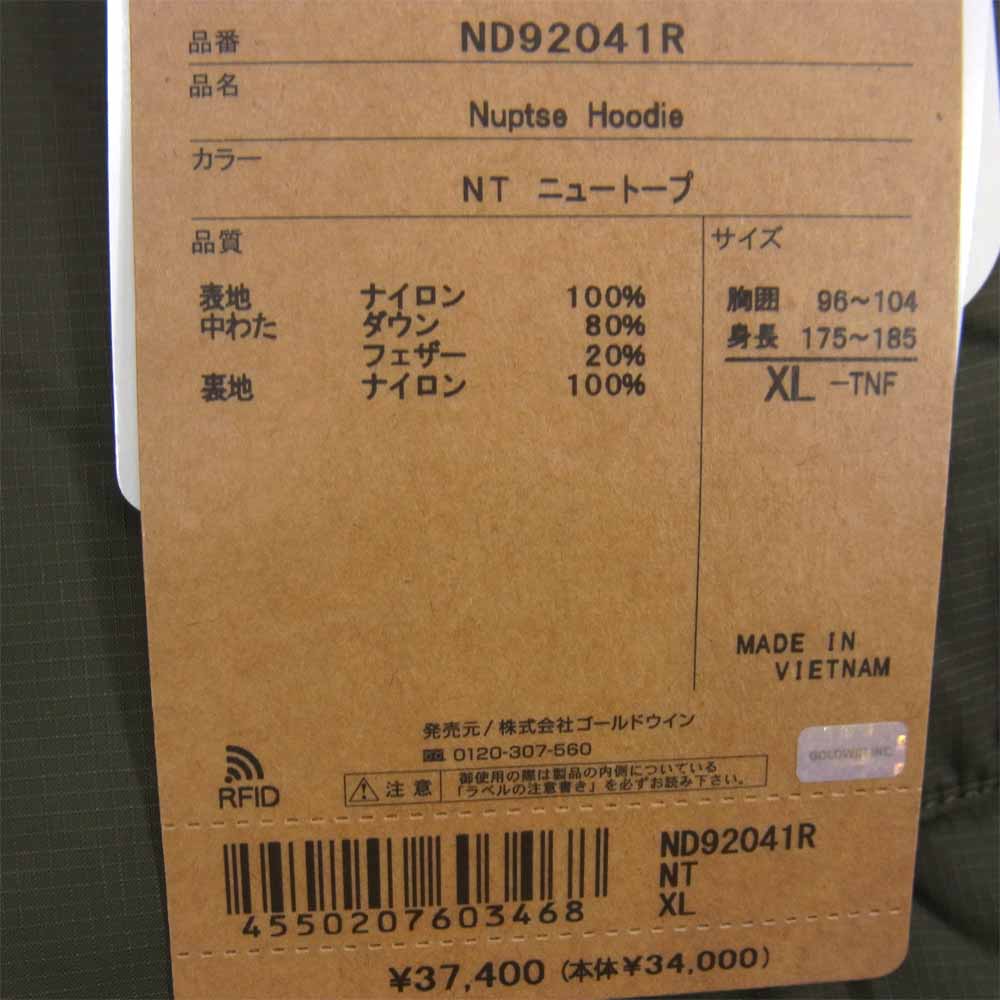 品番 ND92041R
品名
Nuptse Hoodie
カラー
NT ニュートープ
品質
表地 ナイロン 100%
中わた ダウン 80%
フェザー 20%
裏地 ナイロン 100%
サイズ
胸囲 96~104
身長 175~185
XL -TNF
MADE IN
VIETNAM
発売元/株式会社ゴールドウイン
0120-307-560
RFID
注意
御使用の際は製品の内側についている
「ラベルの注意書き」を必ずお読み下さい。
GOLDWIN INC.
4550207603468
ND92041R
NT
XL
¥37,400 (本体¥34,000)